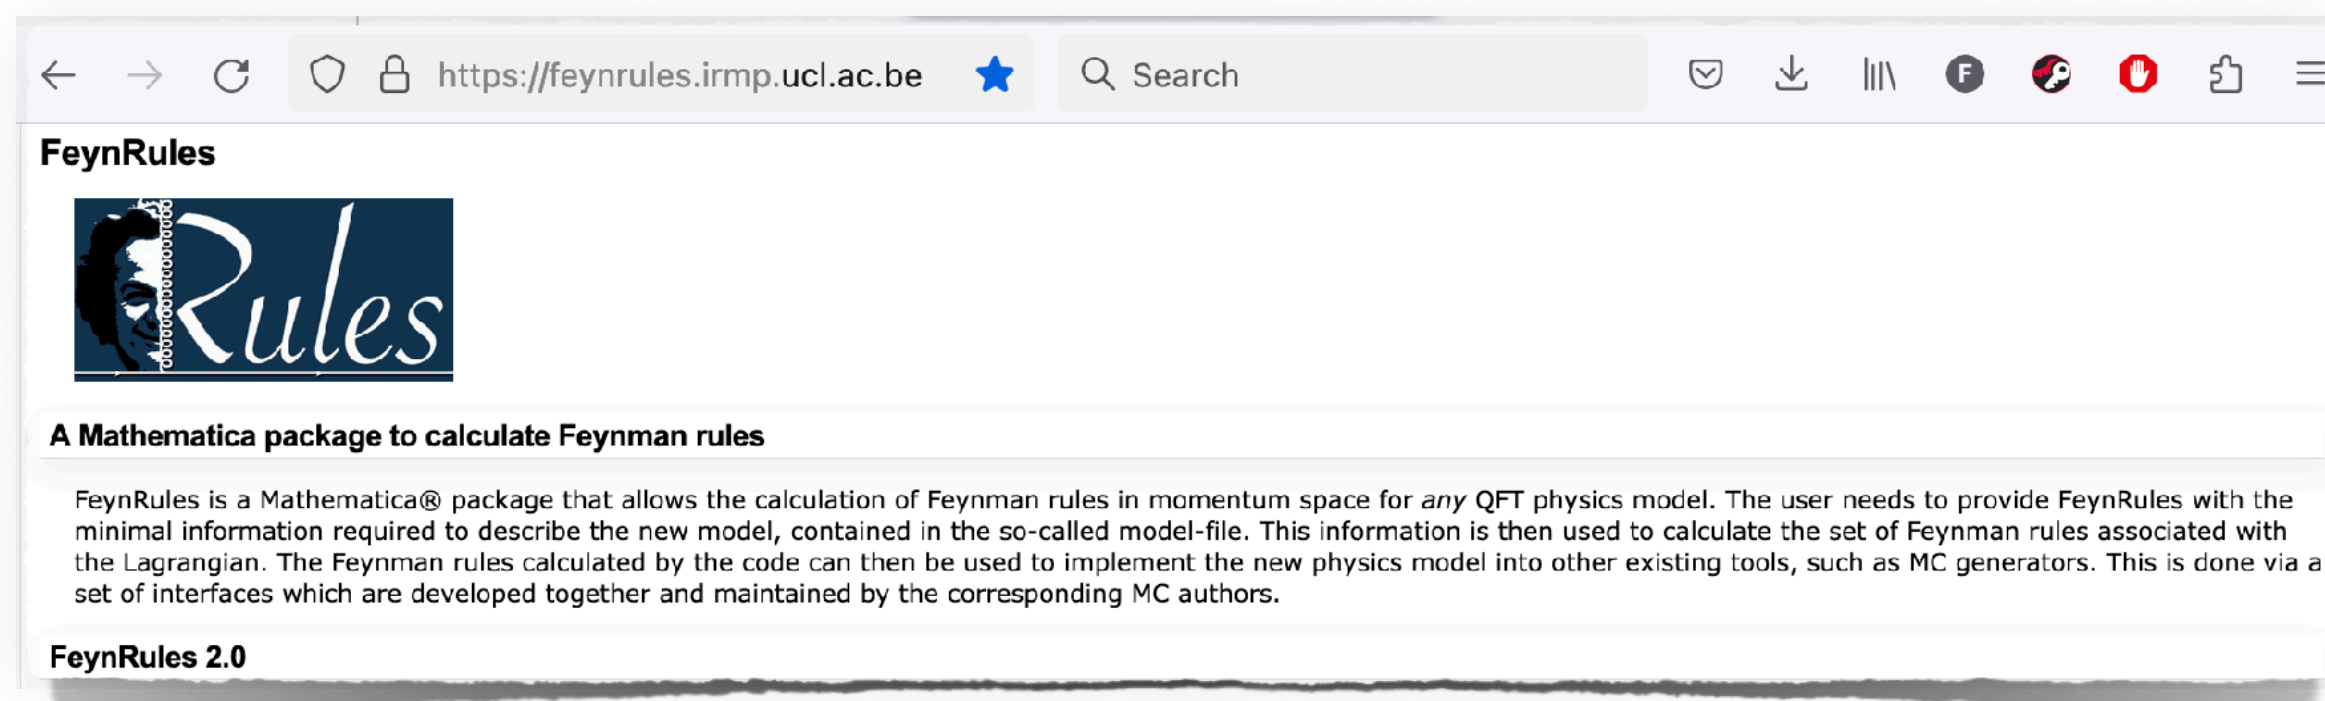 https://feynrules.irmp.ucl.ac.be
Search
F
FeynRules
Rules
A Mathematica package to calculate Feynman rules
FeynRules is a Mathematica® package that allows the calculation of Feynman rules in momentum space for any QFT physics model. The user needs to provide FeynRules with the
minimal information required to describe the new model, contained in the so-called model-file. This information is then used to calculate the set of Feynman rules associated with
the Lagrangian. The Feynman rules calculated by the code can then be used to implement the new physics model into other existing tools, such as MC generators. This is done via a
set of interfaces which are developed together and maintained by the corresponding MC authors.
FeynRules 2.0